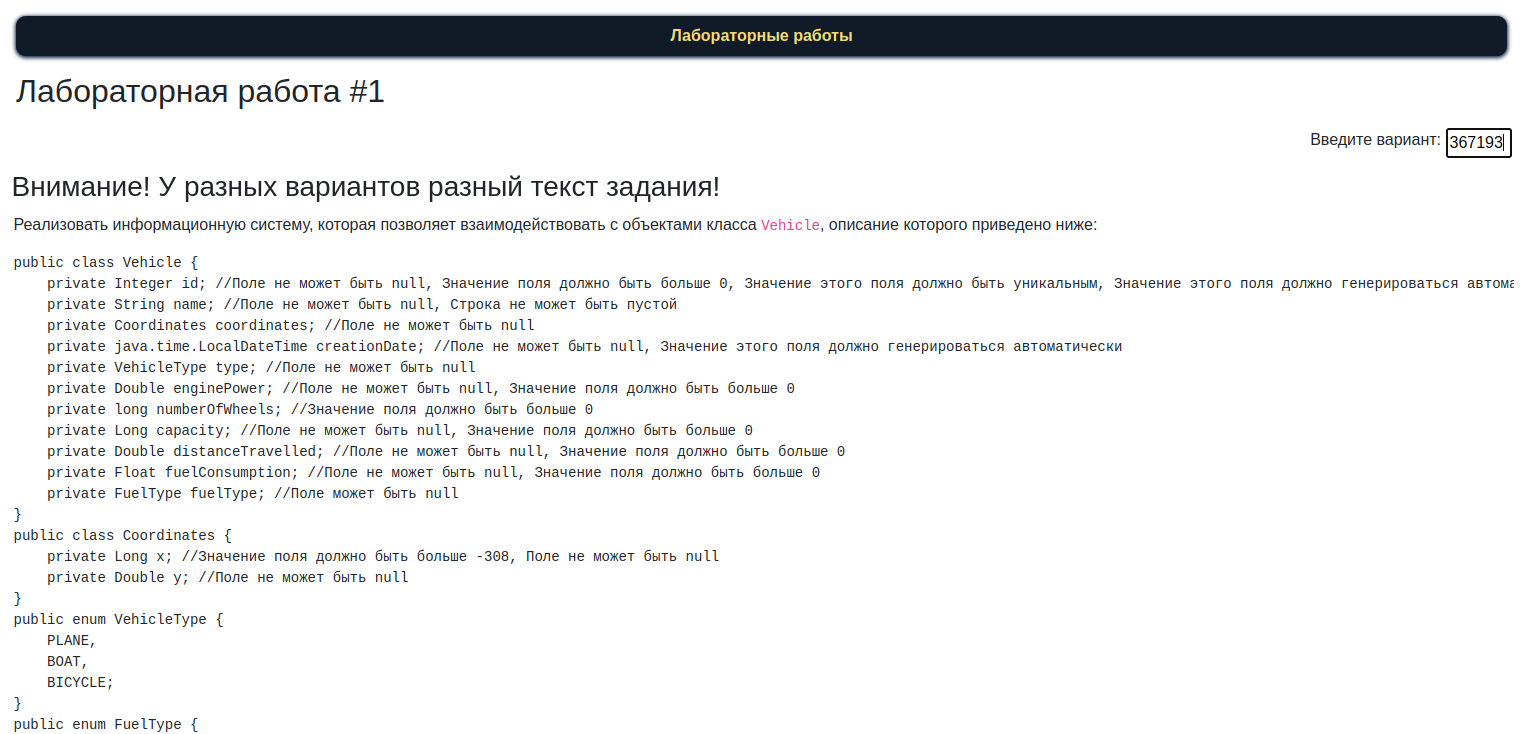 Лабораторные работы
Лабораторная работа #1
Введите вариант: 367193
Внимание! У разных вариантов разный текст задания!
Реализовать информационную систему, которая позволяет взаимодействовать с объектами класса Vehicle, описание которого приведено ниже:
public class Vehicle {
    private Integer id; //Поле не может быть null, Значение поля должно быть больше 0, Значение этого поля должно быть уникальным, Значение этого поля должно генерироваться
    private String name; //Поле не может быть null, Строка не может быть пустой
    private Coordinates coordinates; //Поле не может быть null
    private java.time.LocalDateTime creationDate; //Поле не может быть null, Значение этого поля должно генерироваться автоматически
    private VehicleType type; //Поле не может быть null
    private Double enginePower; //Поле не может быть null, Значение поля должно быть больше 0
    private long numberOfWheels; //Значение поля должно быть больше 0
    private Long capacity; //Поле не может быть null, Значение поля должно быть больше 0
    private Double distanceTravelled; //Поле не может быть null, Значение поля должно быть больше 0
    private Float fuelConsumption; //Поле не может быть null, Значение поля должно быть больше 0
    private FuelType fuelType; //Поле может быть null
}
public class Coordinates {
    private Long x; //Значение поля должно быть больше -308, Поле не может быть null
    private Double y; //Поле не может быть null
}
public enum VehicleType {
    PLANE,
    BOAT,
    BICYCLE;
}
public enum FuelType {